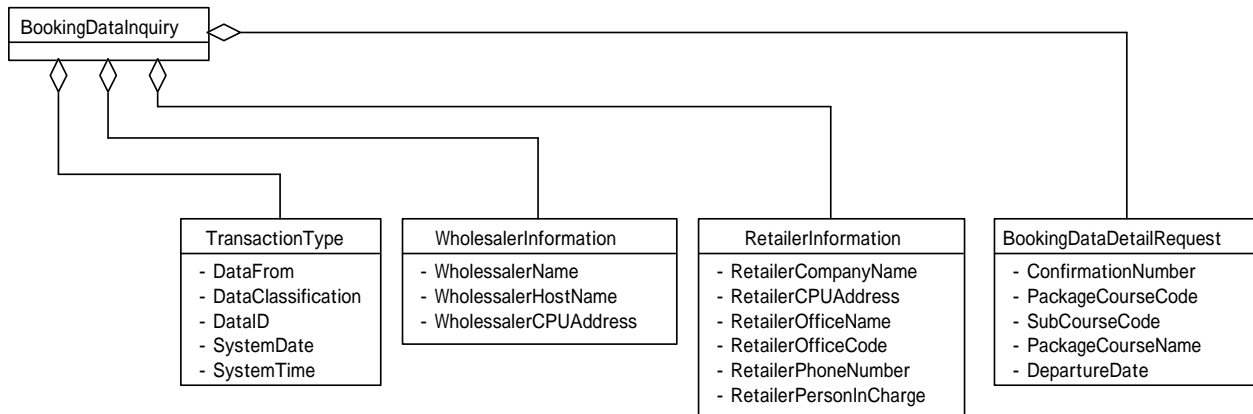 BookingDataInquiry
TransactionType
- DataFrom
- DataClassification
- DataID
- SystemDate
- SystemTime
WholesalerInformation
- WholessalerName
- WholessalerHostName
- WholessalerCPUAddress
RetailerInformation
- RetailerCompanyName
- RetailerCPUAddress
- RetailerOfficeName
- RetailerOfficeCode
- RetailerPhoneNumber
- RetailerPersonInCharge
BookingDataDetailRequest
- ConfirmationNumber
- PackageCourseCode
- SubCourseCode
- PackageCourseName
- DepartureDate